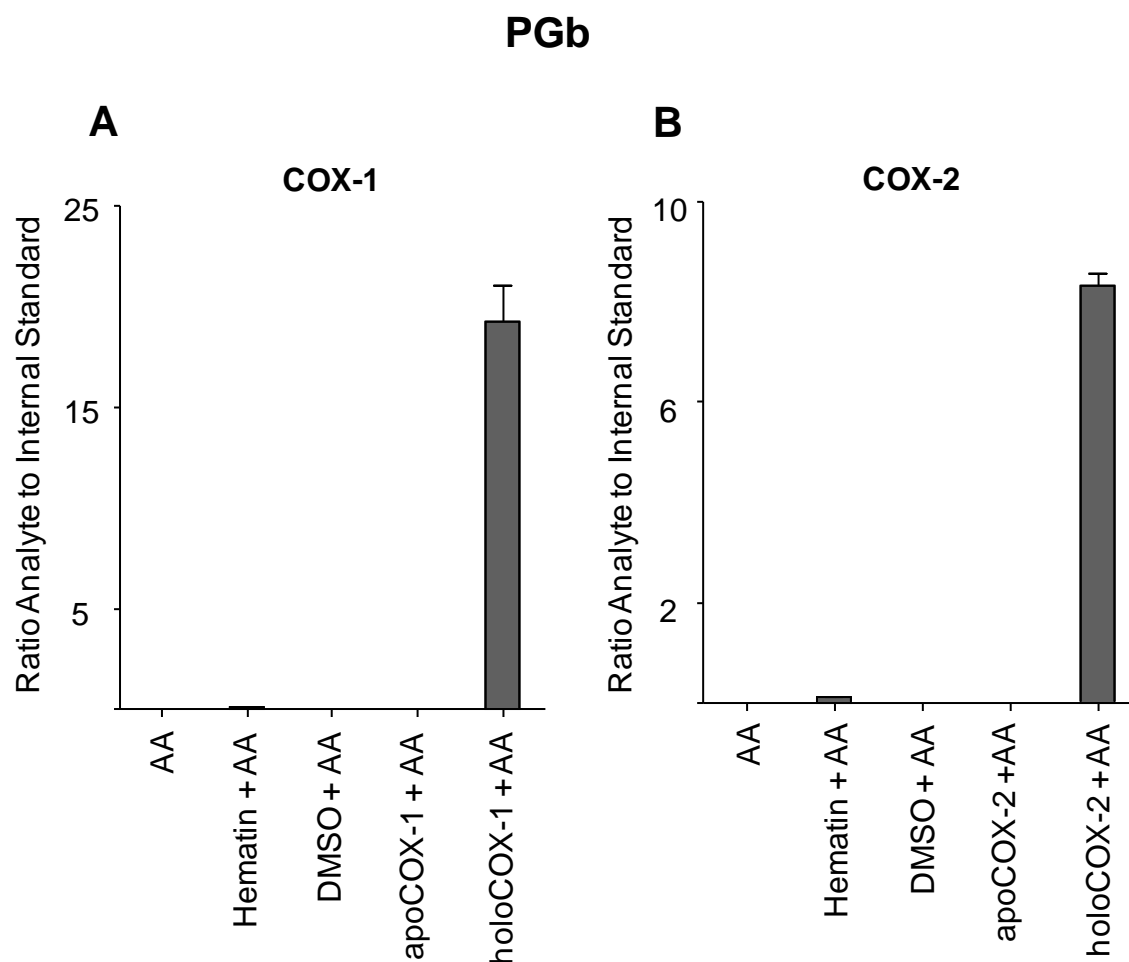 PGb
A
COX-1
Ratio Analyte to Internal Standard
25
15
5
AA
Hematin + AA
DMSO + AA
apoCOX-1 + AA
holoCOX-1 + AA
B
COX-2
Ratio Analyte to Internal Standard
10
6
2
AA
Hematin + AA
DMSO + AA
apoCOX-2 +AA
holoCOX-2 + AA